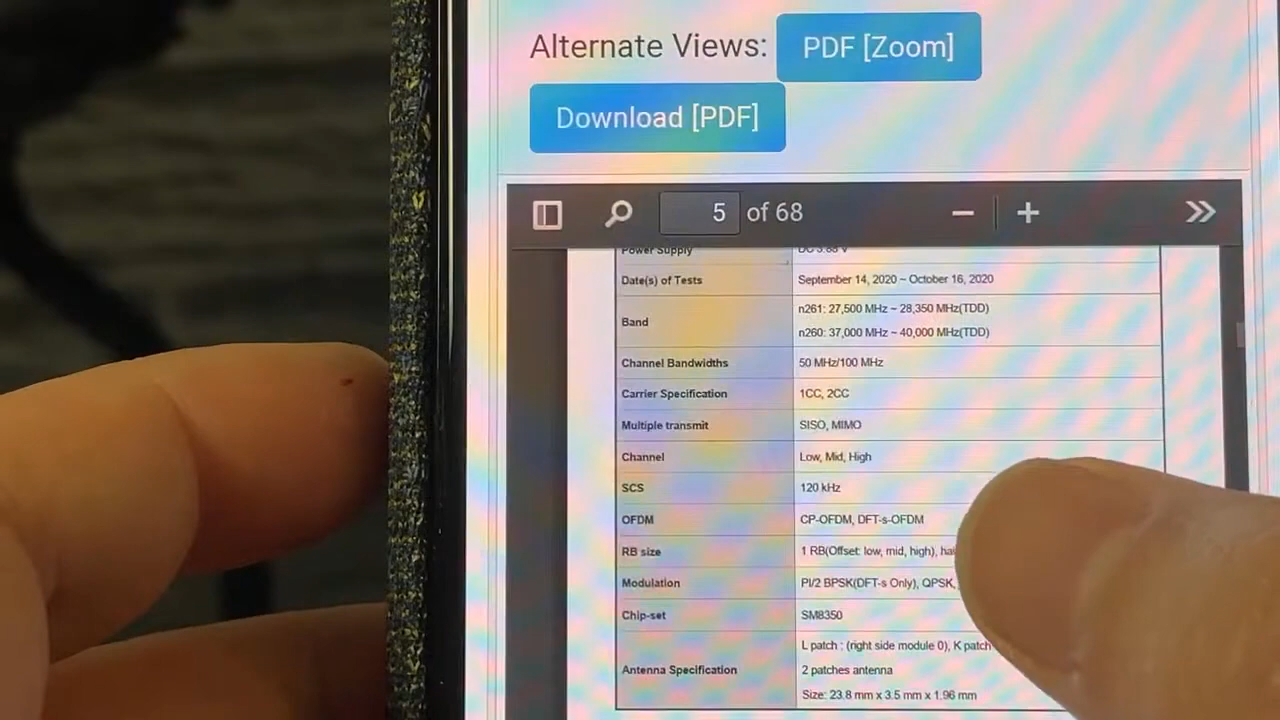 Alternate Views: PDF [Zoom]
Download [PDF]
5 of 68
Power Supply DC 3.88 V
Date(s) of Tests September 14, 2020 ~ October 16, 2020
Band n261: 27,500 MHz ~ 28,350 MHz(TDD)
n260: 37,000 MHz ~ 40,000 MHz(TDD)
Channel Bandwidths 50 MHz/100 MHz
Carrier Specification 1CC, 2CC
Multiple transmit SISO, MIMO
Channel Low, Mid, High
SCS 120 kHz
OFDM CP-OFDM, DFT-s-OFDM
RB size 1 RB(Offset: low, mid, high),
Modulation PI/2 BPSK(DFT-s Only), QPSK,
Chip-set SM8350
Antenna Specification L patch : (right side module 0), K patch
2 patches antenna
Size: 23.8 mm x 3.5 mm x 1.96 mm